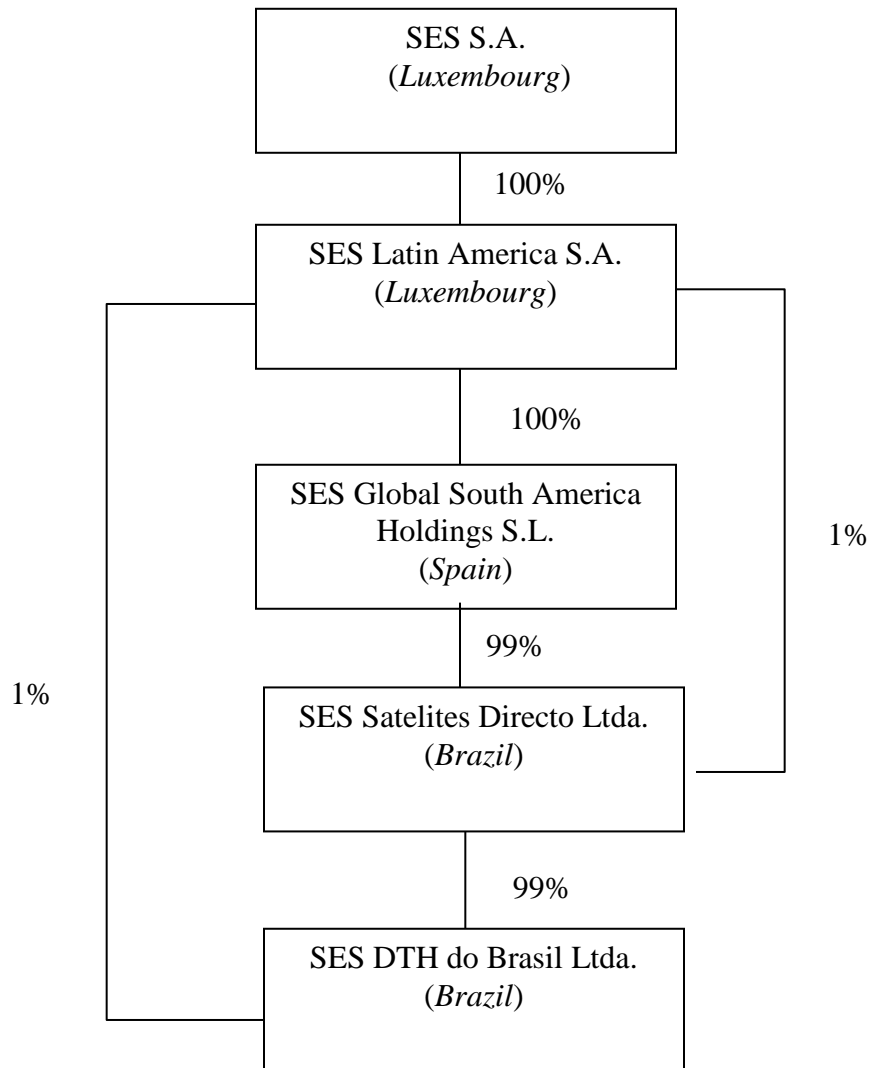 SES S.A.
(Luxembourg)
100%
SES Latin America S.A.
(Luxembourg)
100%
SES Global South America
Holdings S.L.
(Spain)
1%
99%
1%
SES Satelites Directo Ltda.
(Brazil)
99%
SES DTH do Brasil Ltda.
(Brazil)